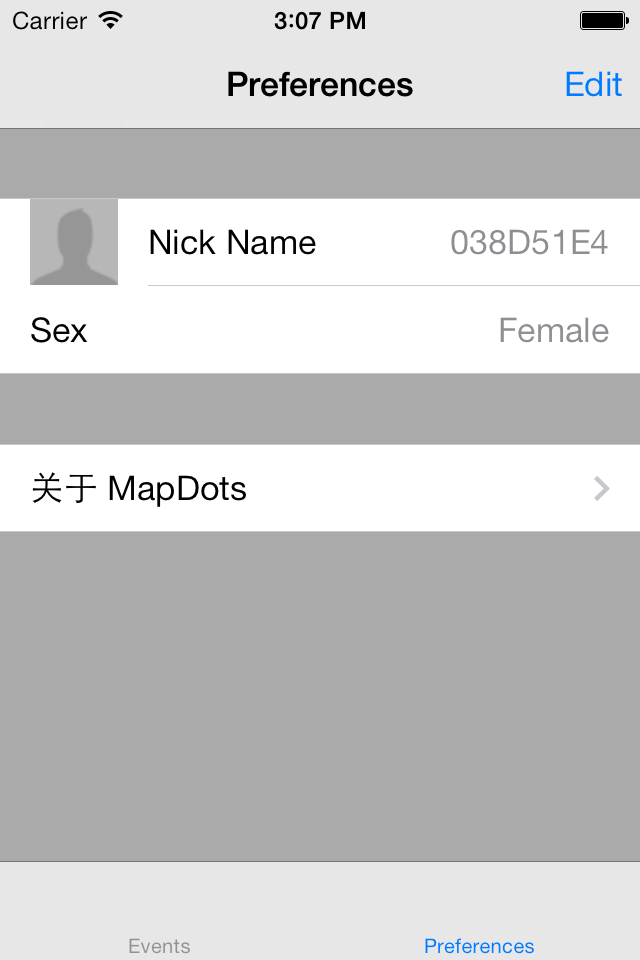 Carrier 3:07 PM
Preferences Edit
Nick Name 038D51E4
Sex Female
关于 MapDots
Events Preferences